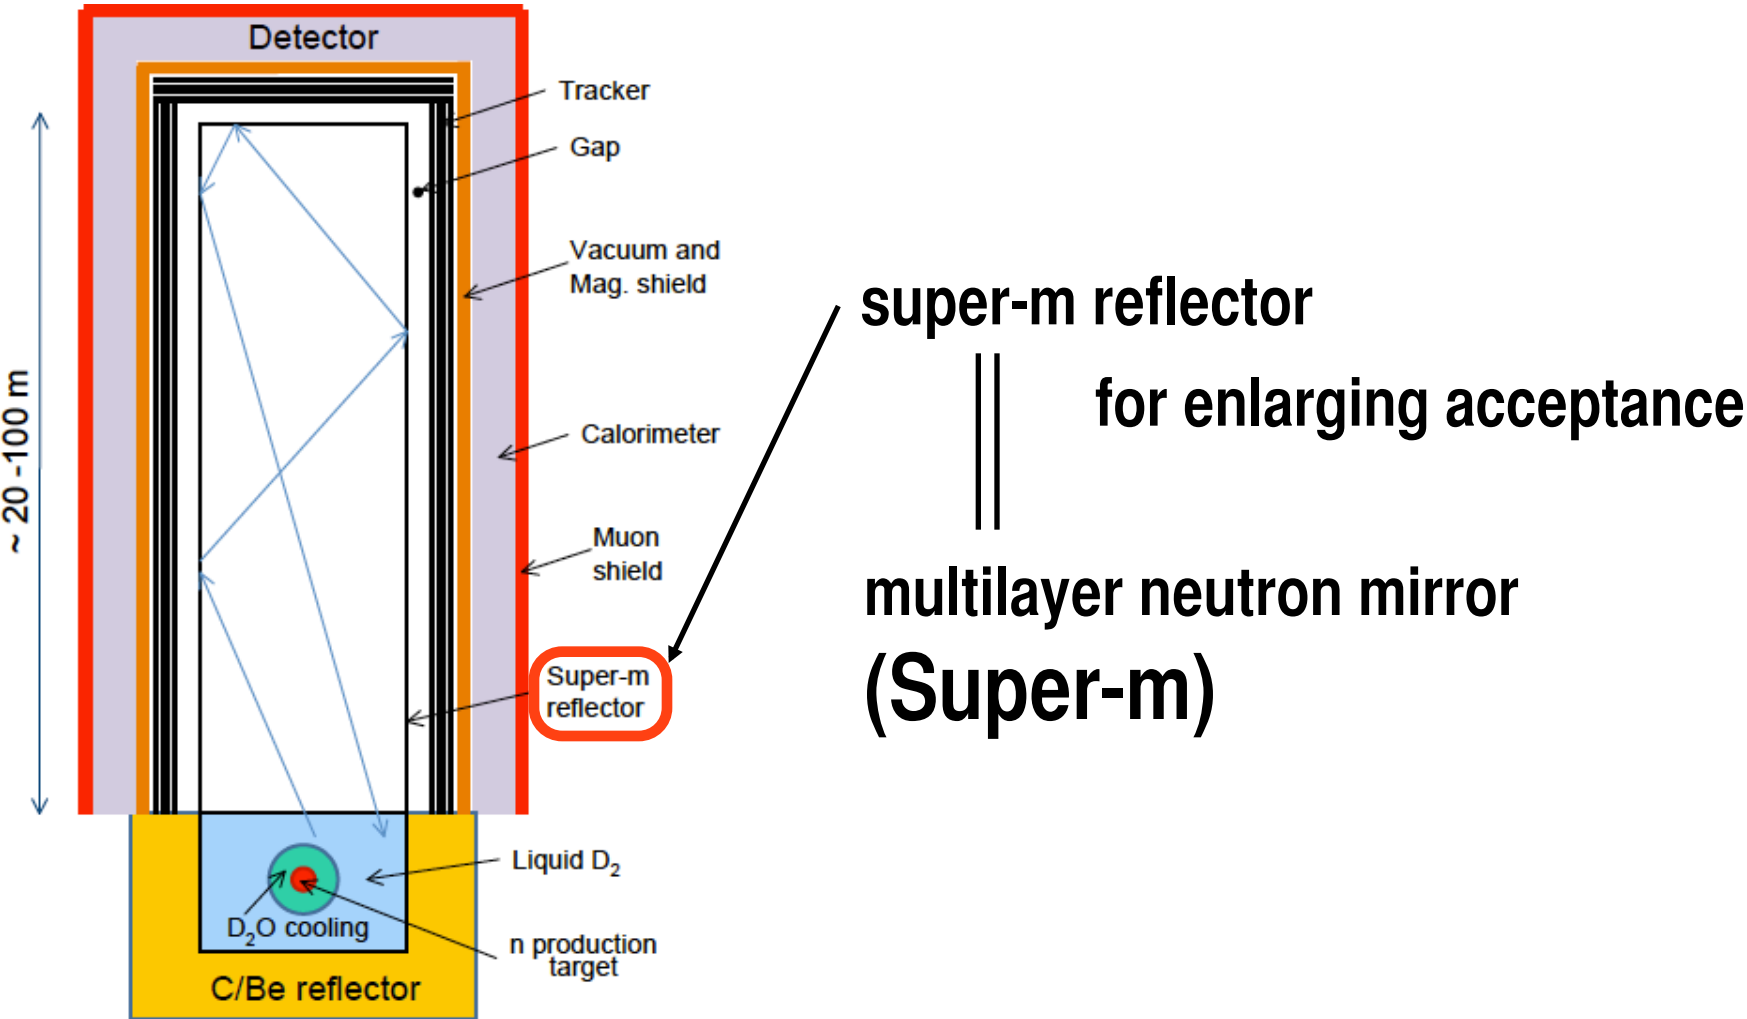 Detector
Tracker
Gap
Vacuum and
Mag. shield
~ 20 -100 m
Calorimeter
Muon
shield
Super-m
reflector
Liquid D₂
D₂O cooling
n production
target
C/Be reflector
super-m reflector
for enlarging acceptance
multilayer neutron mirror
(Super-m)